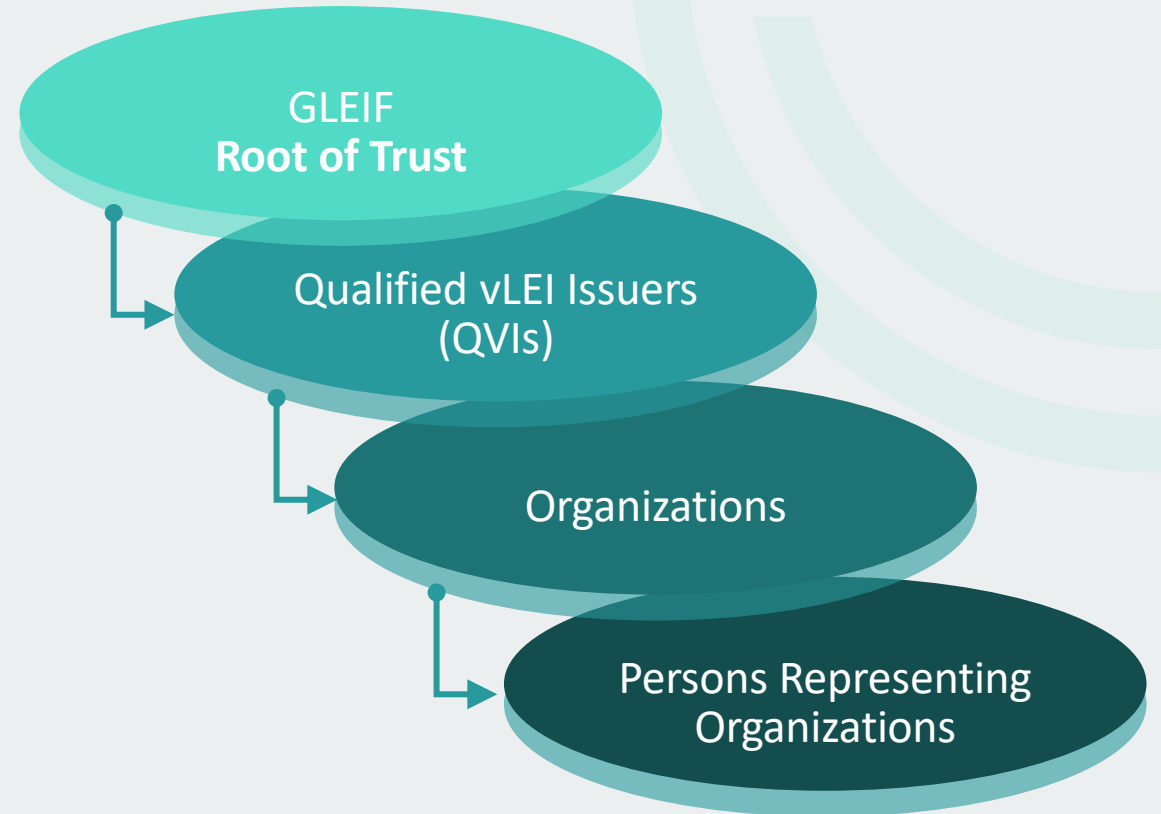 GLEIF
Root of Trust
Qualified vLEI Issuers
(QVIs)
Organizations
Persons Representing
Organizations